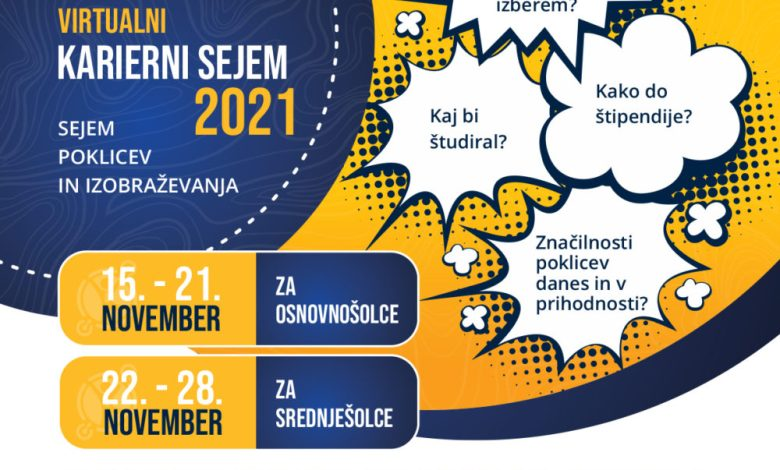 VIRTUALNI
KARIERNI SEJEM
2021
SEJEM
POKLICEV
IN IZOBRAŽEVANJA
izberem?
Kaj bi
študiral?
Kako do
štipendije?
Značilnosti
poklicev
danes in v
prihodnosti?
15. - 21.
NOVEMBER
ZA
OSNOVNOŠOLCE
22. - 28.
NOVEMBER
ZA
SREDNJEŠOLCE